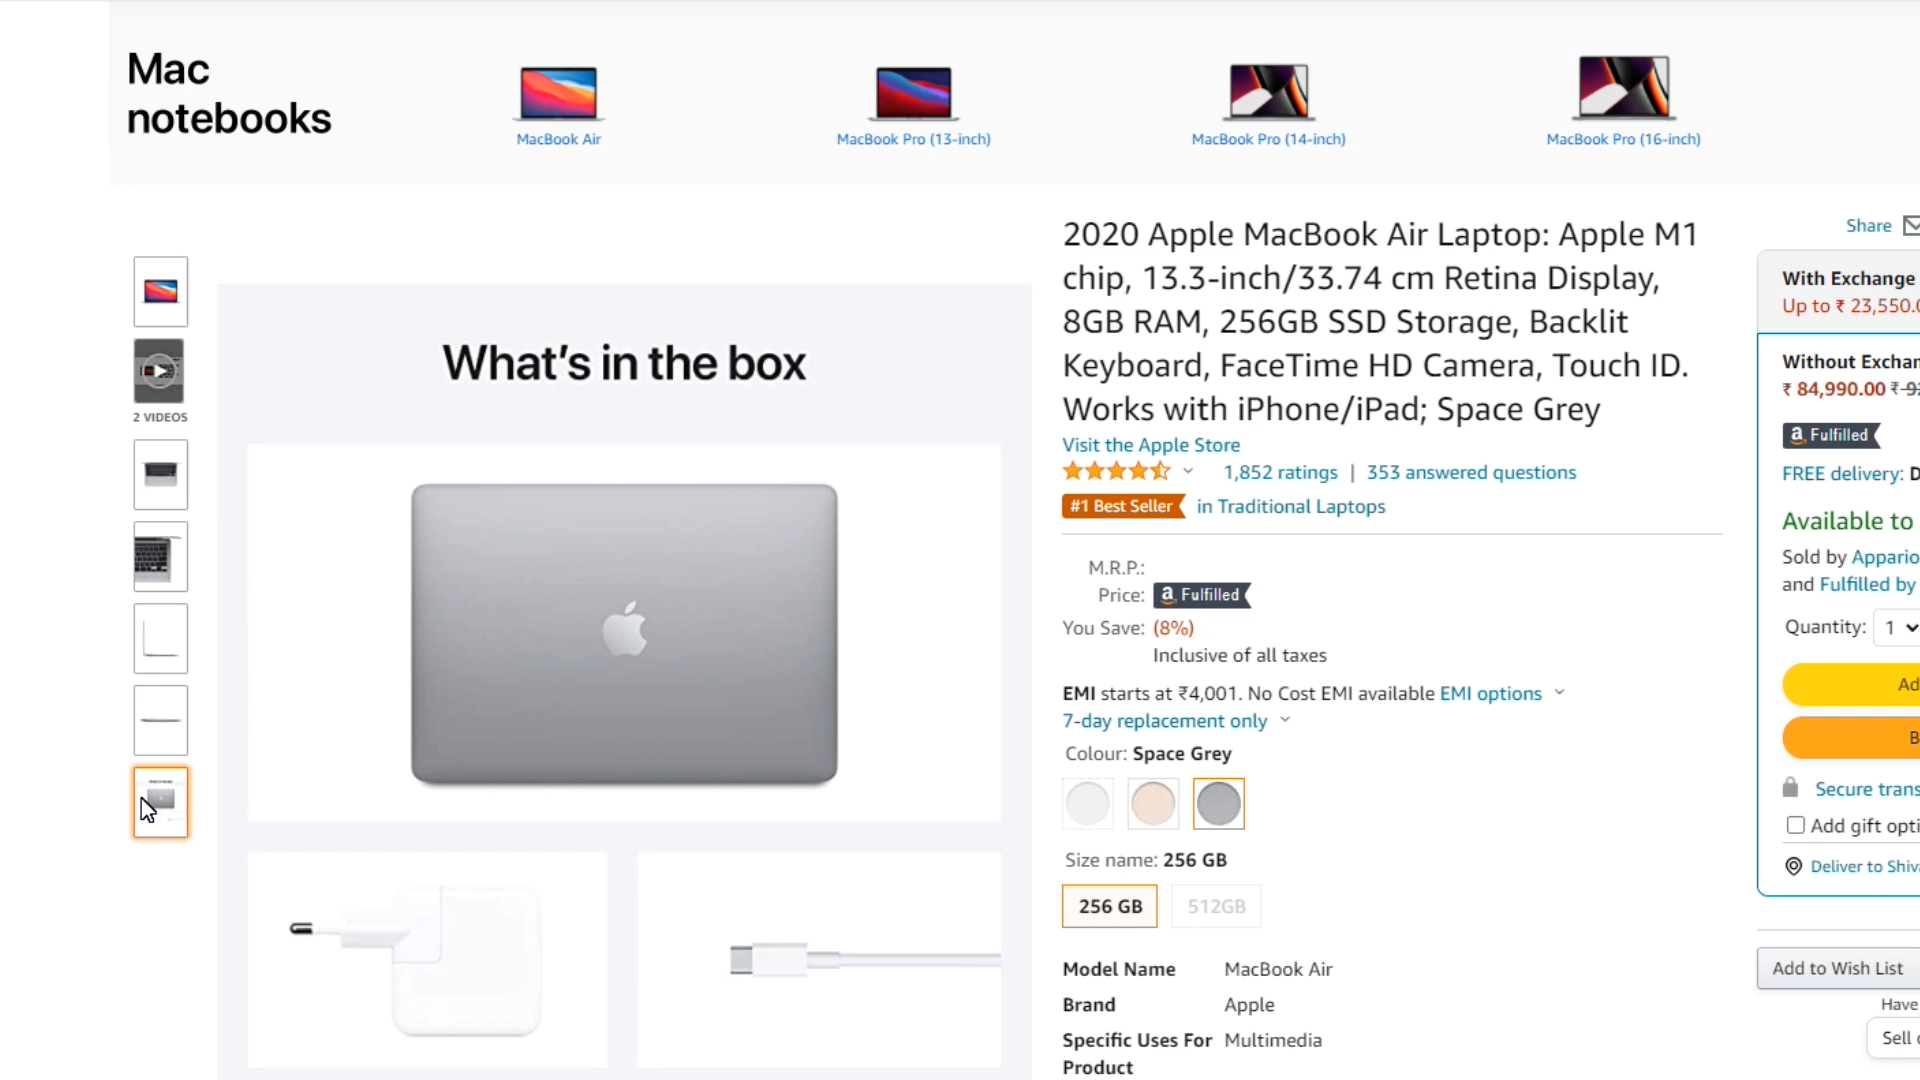 Mac
notebooks
MacBook Air
MacBook Pro (13-inch)
MacBook Pro (14-inch)
MacBook Pro (16-inch)
2 VIDEOS
What's in the box
2020 Apple MacBook Air Laptop: Apple M1
chip, 13.3-inch/33.74 cm Retina Display,
8GB RAM, 256GB SSD Storage, Backlit
Keyboard, FaceTime HD Camera, Touch ID.
Works with iPhone/iPad; Space Grey
Visit the Apple Store
1,852 ratings | 353 answered questions
#1 Best Seller in Traditional Laptops
M.R.P.:
Price: a Fulfilled
You Save: (8%)
Inclusive of all taxes
EMI starts at ₹4,001. No Cost EMI available EMI options
7-day replacement only
Colour: Space Grey
Size name: 256 GB
256 GB
512GB
Model Name MacBook Air
Brand Apple
Specific Uses For Multimedia
Product
Share
With Exchange
Up to ₹ 23,550.0
Without Exchan
₹ 84,990.00 ₹ 9
a Fulfilled
FREE delivery: D
Available to
Sold by Appario
and Fulfilled by
Quantity: 1
Ad
B
Secure trans
Add gift opti
Deliver to Shiva
Add to Wish List
Have
Sell